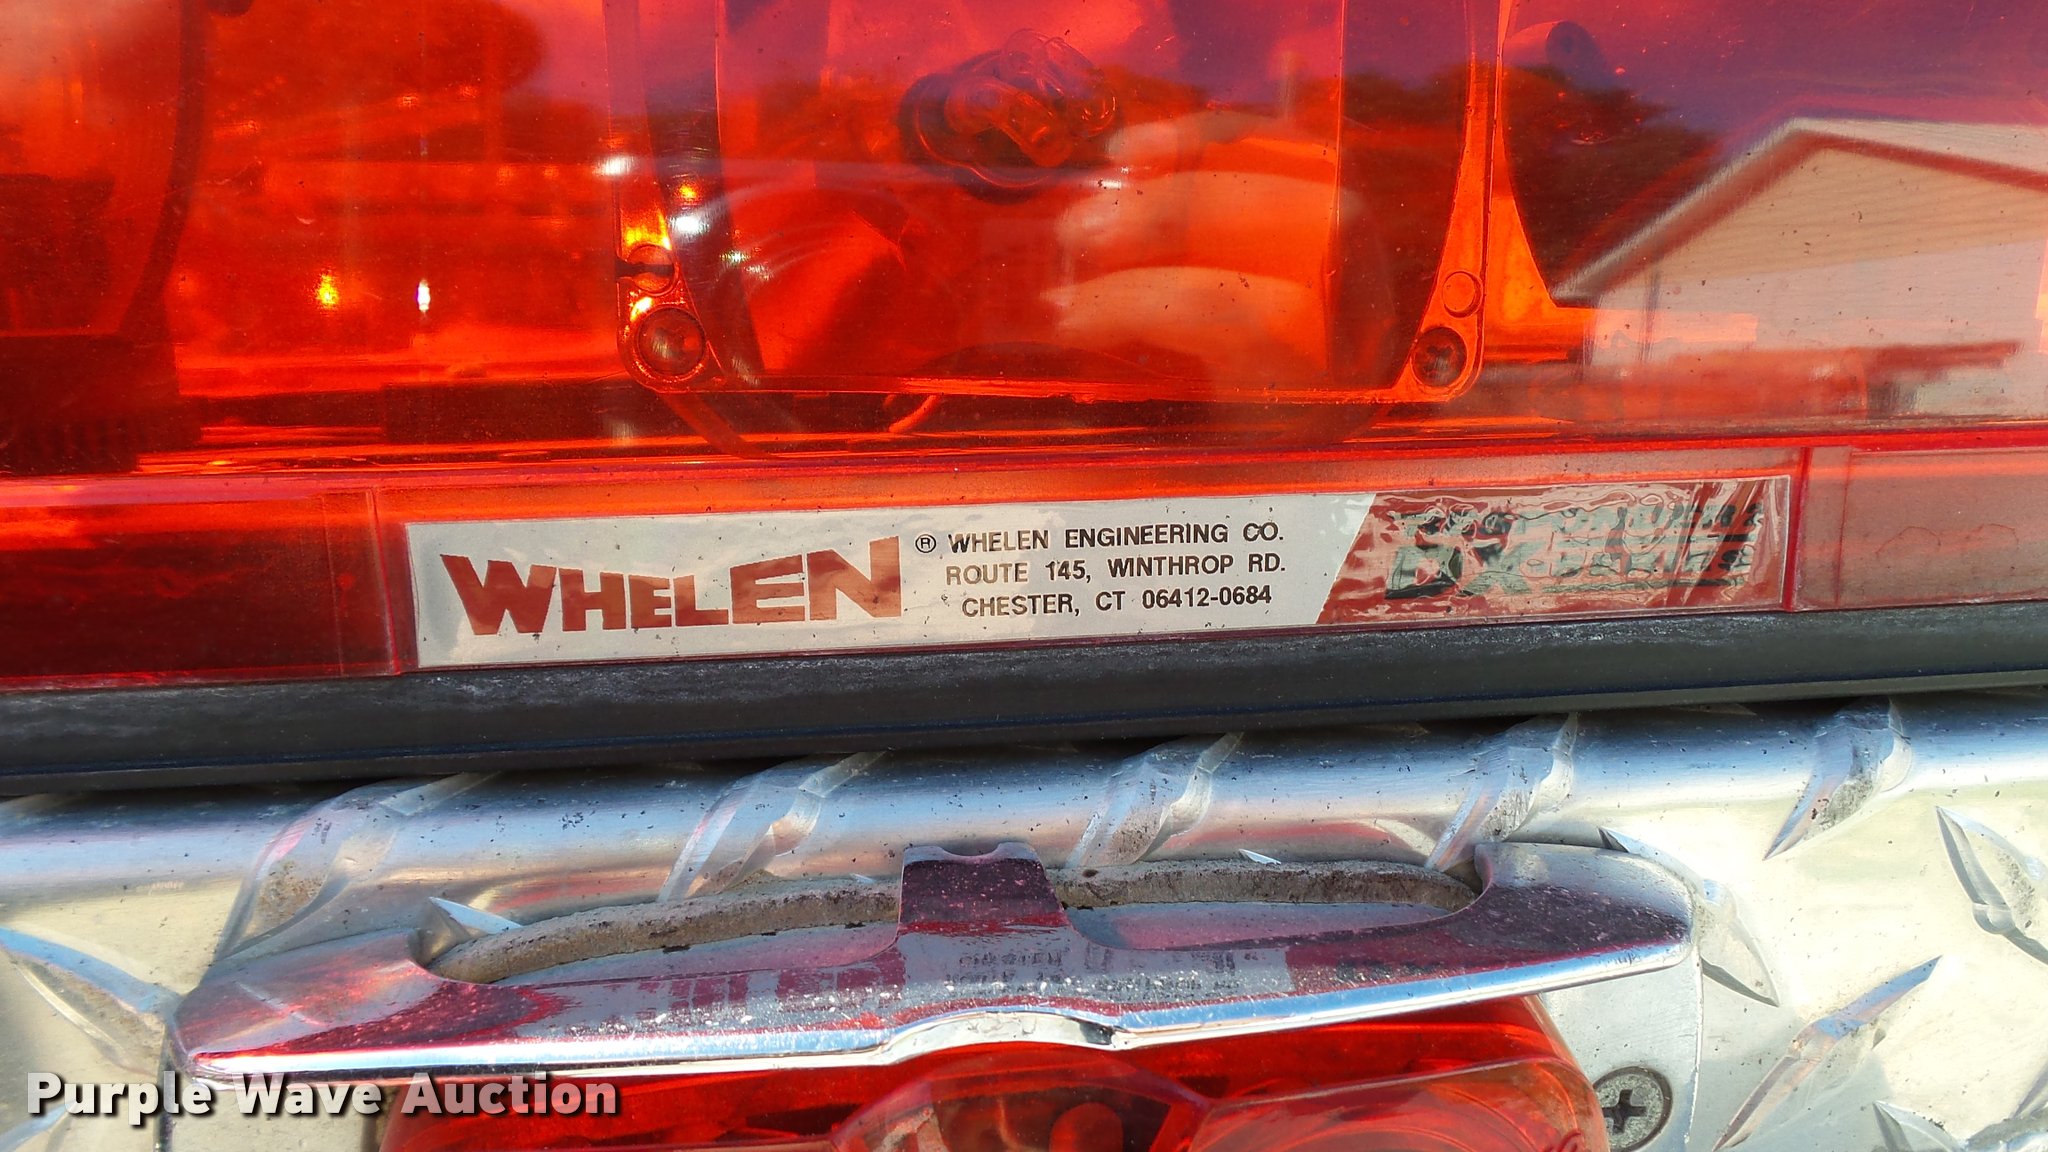 WHELEN ®
WHELEN ENGINEERING CO.
ROUTE 145, WINTHROP RD.
CHESTER, CT 06412-0684
Purple Wave Auction